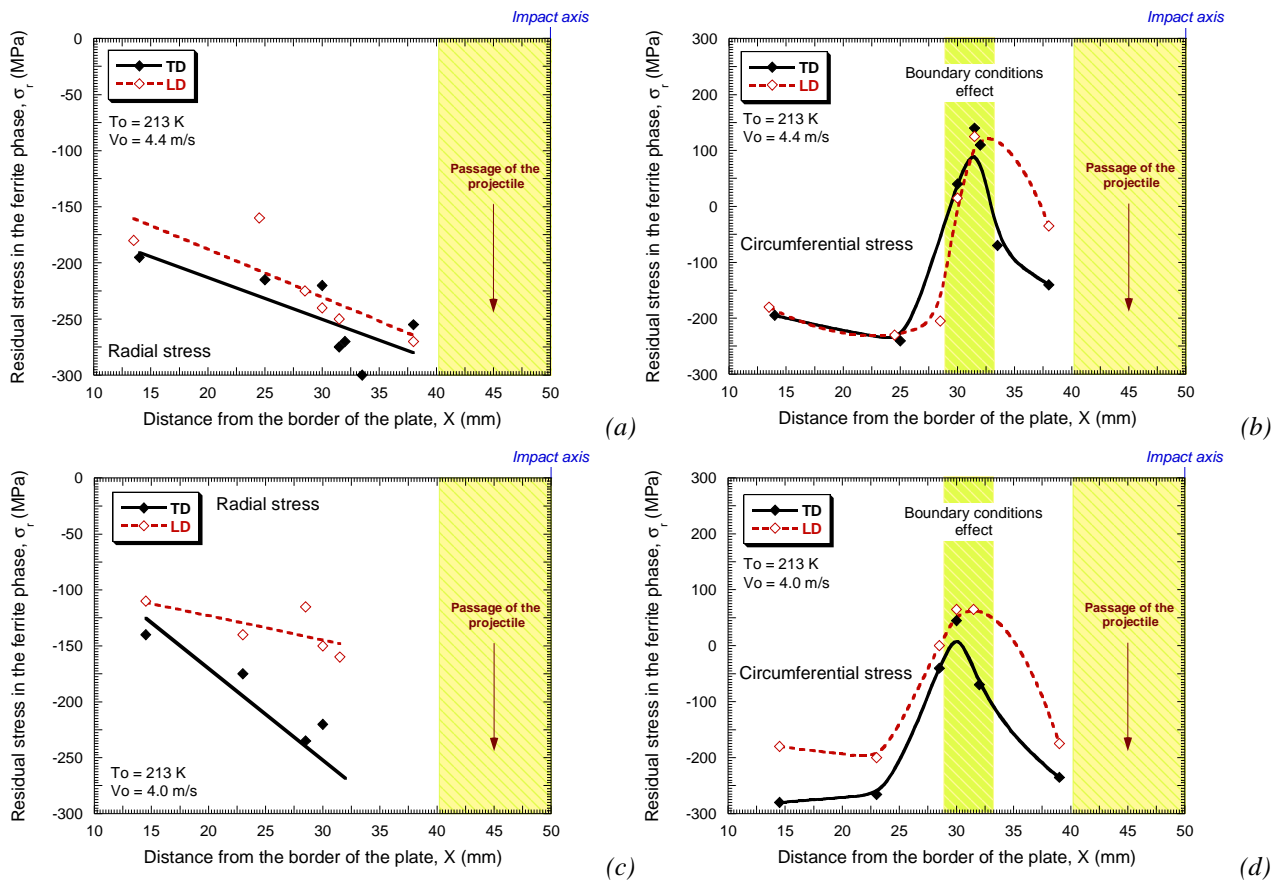 Impact axis
Residual stress in the ferrite phase, σr (MPa)
0
-50
-100
-150
-200
-250
-300
TD
LD
To = 213 K
Vo = 4.4 m/s
Passage of the
projectile
Radial stress
10 15 20 25 30 35 40 45 50
Distance from the border of the plate, X (mm)
(a)
Impact axis
Residual stress in the ferrite phase, σr (MPa)
300
200
100
0
-100
-200
-300
TD
LD
To = 213 K
Vo = 4.4 m/s
Boundary conditions
effect
Passage of the
projectile
Circumferential stress
10 15 20 25 30 35 40 45 50
Distance from the border of the plate, X (mm)
(b)
Impact axis
Residual stress in the ferrite phase, σr (MPa)
0
-50
-100
-150
-200
-250
-300
TD
LD
Radial stress
Passage of the
projectile
To = 213 K
Vo = 4.0 m/s
10 15 20 25 30 35 40 45 50
Distance from the border of the plate, X (mm)
(c)
Impact axis
Residual stress in the ferrite phase, σr (MPa)
300
200
100
0
-100
-200
-300
TD
LD
To = 213 K
Vo = 4.0 m/s
Boundary conditions
effect
Passage of the
projectile
Circumferential stress
10 15 20 25 30 35 40 45 50
Distance from the border of the plate, X (mm)
(d)